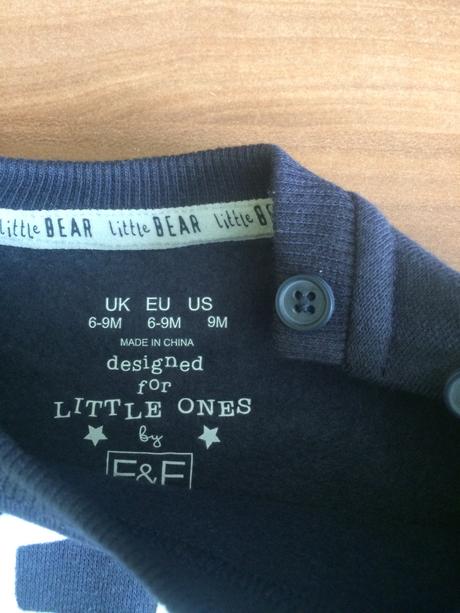 little BEAR little BEAR little
UK EU US
6-9M 6-9M 9M
MADE IN CHINA
designed
for
LITTLE ONES
by
F&F